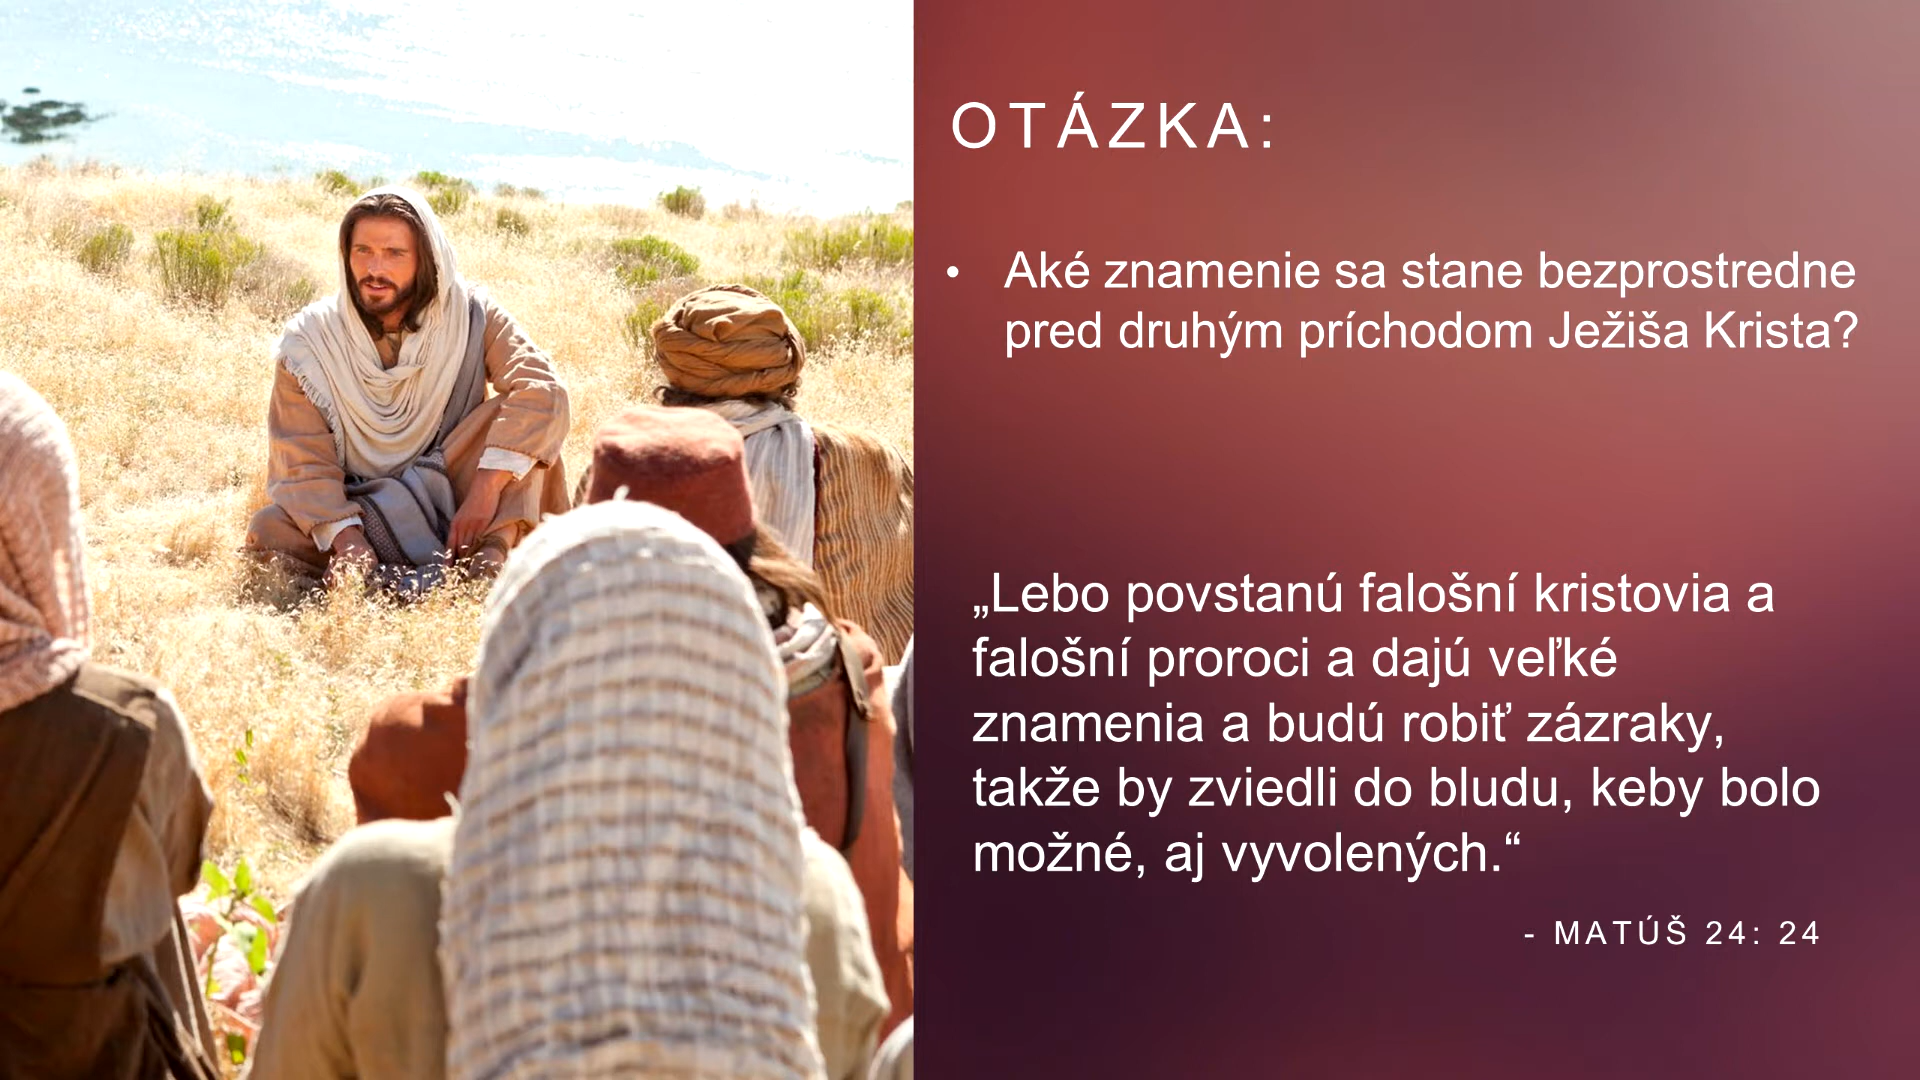 OTÁZKA:
• Aké znamenie sa stane bezprostredne
pred druhým príchodom Ježiša Krista?
„Lebo povstanú falošní kristovia a
falošní proroci a dajú veľké
znamenia a budú robiť zázraky,
takže by zviedli do bludu, keby bolo
možné, aj vyvolených.“
- MATÚŠ 24: 24